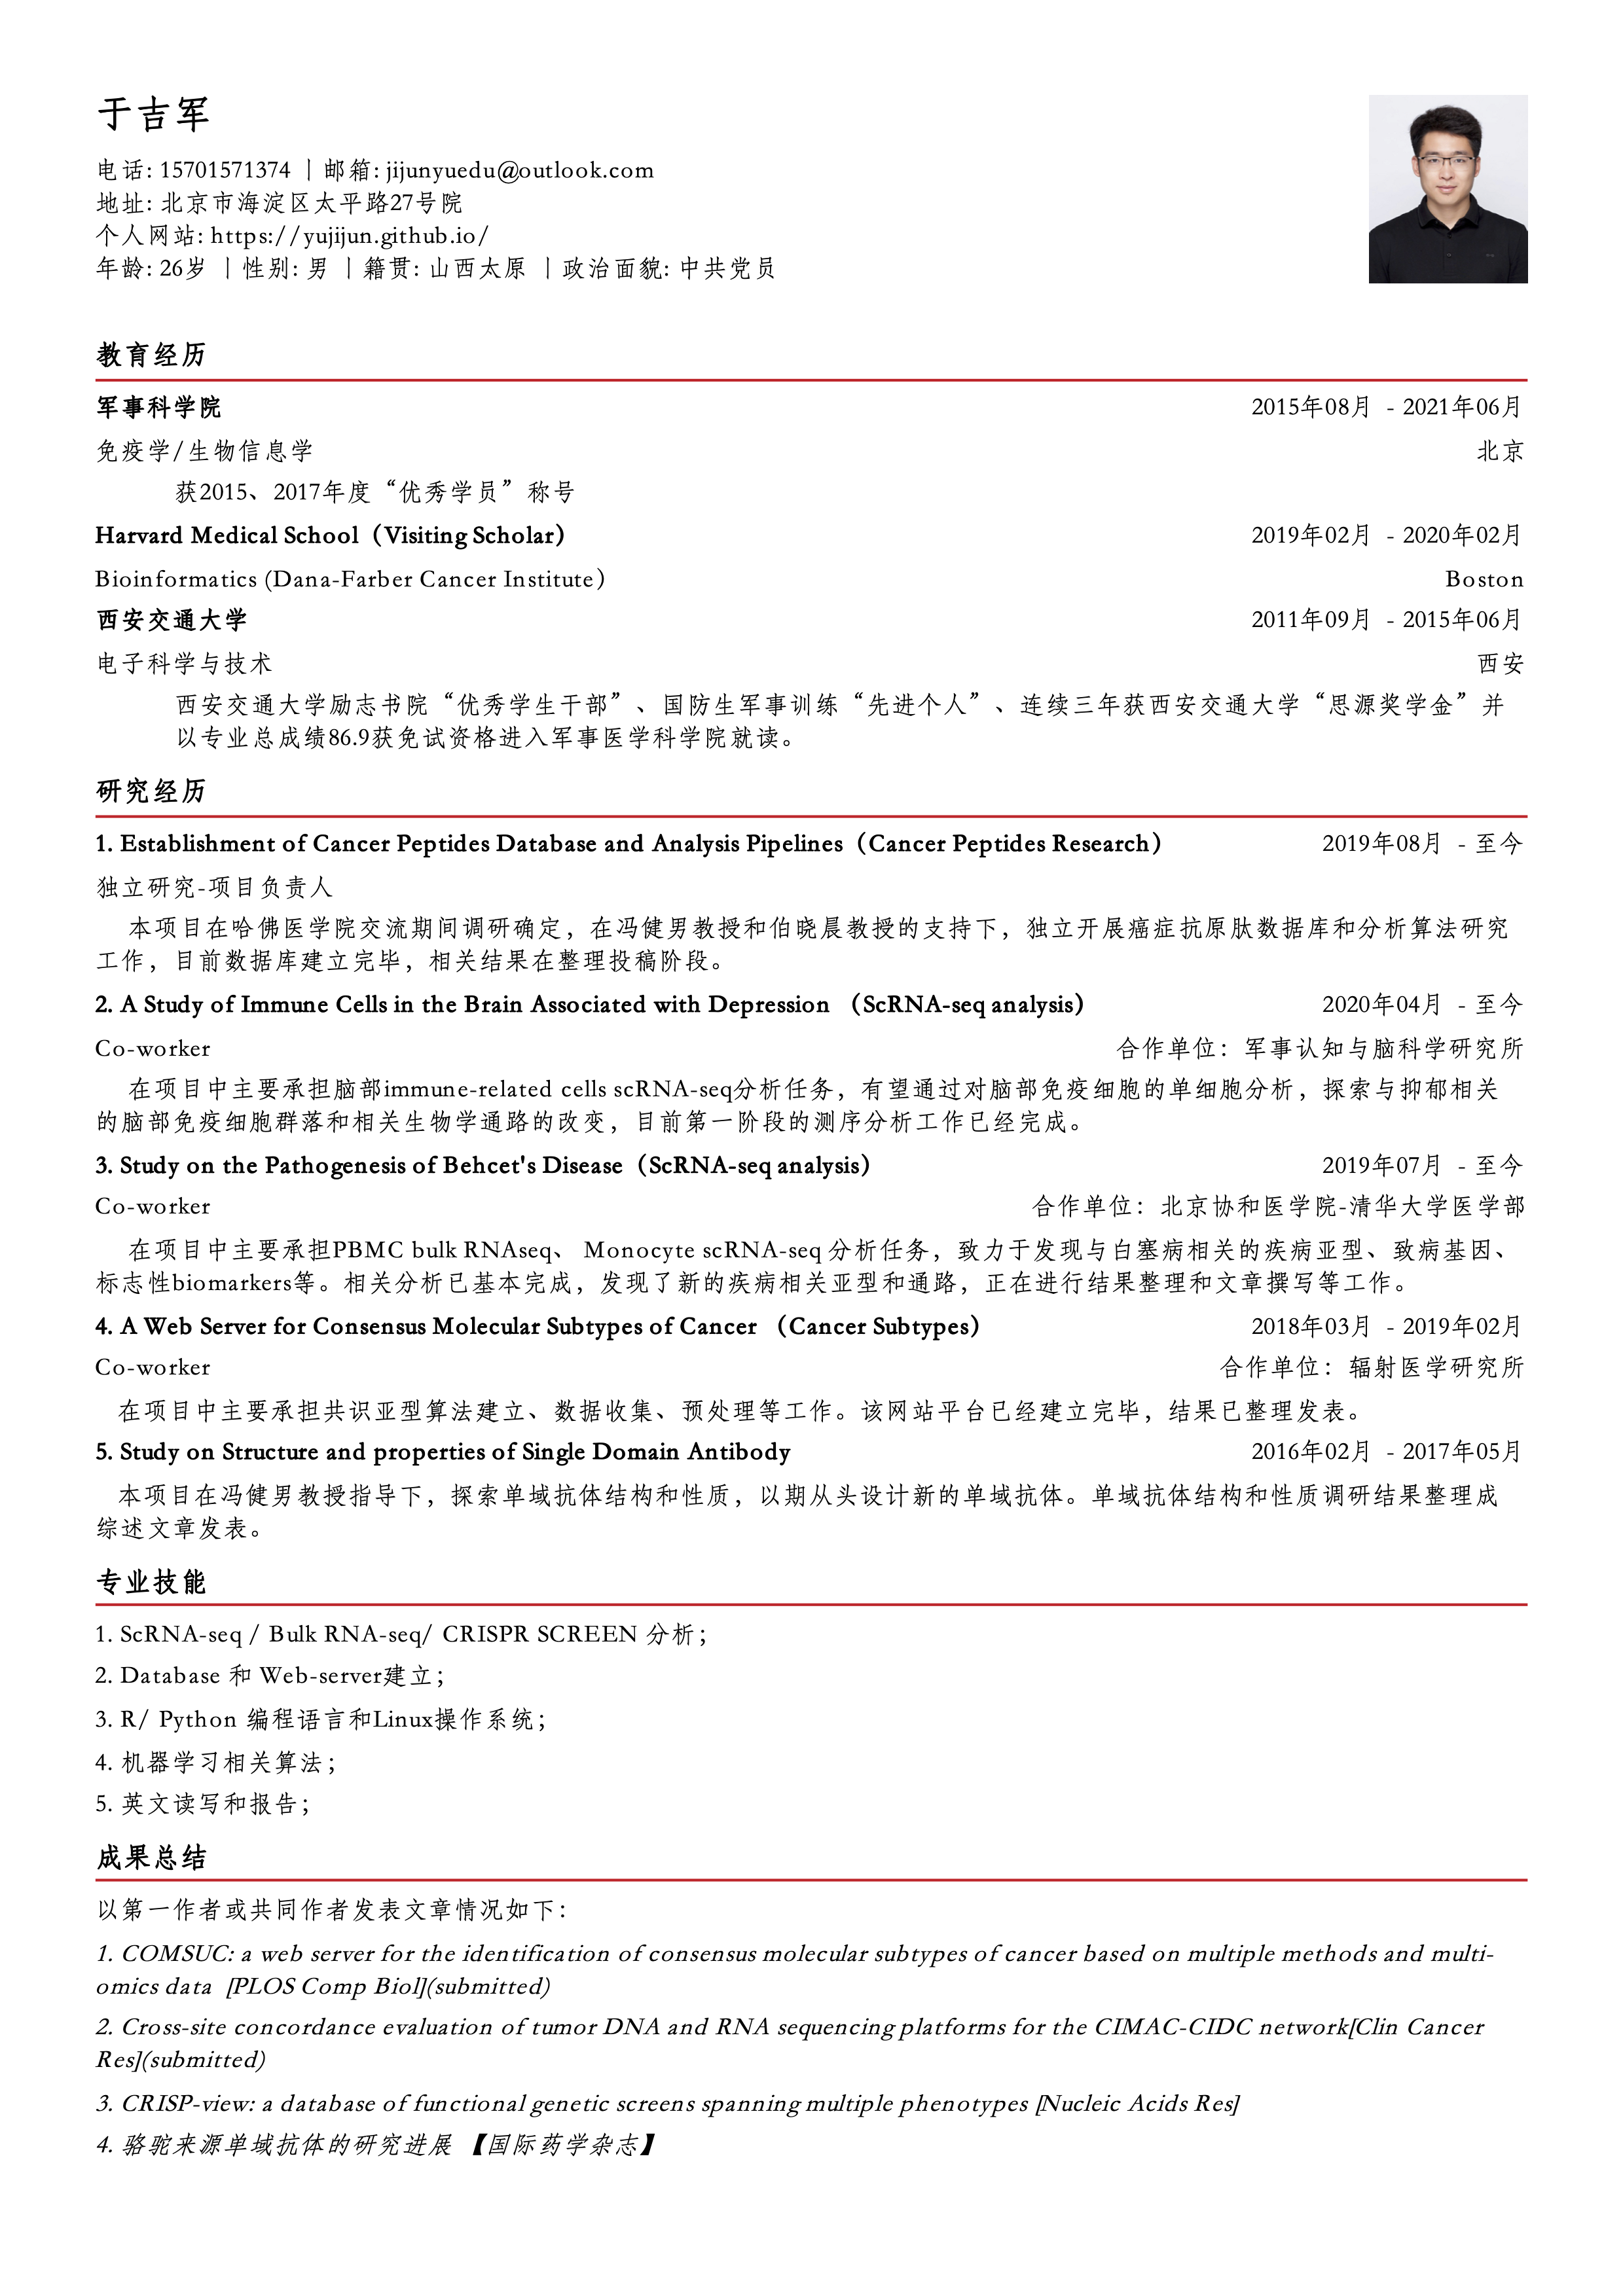 于吉军
电话: 15701571374 | 邮箱: jijunyuedu@outlook.com
地址: 北京市海淀区太平路27号院
个人网站: https://yujijun.github.io/
年龄: 26岁 | 性别: 男 | 籍贯: 山西太原 | 政治面貌: 中共党员
教育经历
军事科学院 2015年08月 - 2021年06月
免疫学/生物信息学 北京
获2015、2017年度“优秀学员”称号
Harvard Medical School（Visiting Scholar） 2019年02月 - 2020年02月
Bioinformatics (Dana-Farber Cancer Institute） Boston
西安交通大学 2011年09月 - 2015年06月
电子科学与技术 西安
西安交通大学励志书院“优秀学生干部”、国防生军事训练“先进个人”、连续三年获西安交通大学“思源奖学金”并
以专业总成绩86.9获免试资格进入军事医学科学院就读。
研究经历
1. Establishment of Cancer Peptides Database and Analysis Pipelines（Cancer Peptides Research） 2019年08月 - 至今
独立研究-项目负责人
本项目在哈佛医学院交流期间调研确定，在冯健男教授和伯晓晨教授的支持下，独立开展癌症抗原肽数据库和分析算法研究
工作，目前数据库建立完毕，相关结果在整理投稿阶段。
2. A Study of Immune Cells in the Brain Associated with Depression （ScRNA-seq analysis） 2020年04月 - 至今
Co-worker 合作单位：军事认知与脑科学研究所
在项目中主要承担脑部immune-related cells scRNA-seq分析任务，有望通过对脑部免疫细胞的单细胞分析，探索与抑郁相关
的脑部免疫细胞群落和相关生物学通路的改变，目前第一阶段的测序分析工作已经完成。
3. Study on the Pathogenesis of Behcet's Disease（ScRNA-seq analysis） 2019年07月 - 至今
Co-worker 合作单位：北京协和医学院-清华大学医学部
在项目中主要承担PBMC bulk RNAseq、 Monocyte scRNA-seq 分析任务，致力于发现与白塞病相关的疾病亚型、致病基因、
标志性biomarkers等。相关分析已基本完成，发现了新的疾病相关亚型和通路，正在进行结果整理和文章撰写等工作。
4. A Web Server for Consensus Molecular Subtypes of Cancer （Cancer Subtypes） 2018年03月 - 2019年02月
Co-worker 合作单位：辐射医学研究所
在项目中主要承担共识亚型算法建立、数据收集、预处理等工作。该网站平台已经建立完毕，结果已整理发表。
5. Study on Structure and properties of Single Domain Antibody 2016年02月 - 2017年05月
本项目在冯健男教授指导下，探索单域抗体结构和性质，以期从头设计新的单域抗体。单域抗体结构和性质调研结果整理成
综述文章发表。
专业技能
1. ScRNA-seq / Bulk RNA-seq/ CRISPR SCREEN 分析；
2. Database 和 Web-server建立；
3. R/ Python 编程语言和Linux操作系统；
4. 机器学习相关算法；
5. 英文读写和报告；
成果总结
以第一作者或共同作者发表文章情况如下：
1. COMSUC: a web server for the identification of consensus molecular subtypes of cancer based on multiple methods and multi-
omics data [PLOS Comp Biol](submitted)
2. Cross-site concordance evaluation of tumor DNA and RNA sequencing platforms for the CIMAC-CIDC network[Clin Cancer
Res](submitted)
3. CRISP-view: a database of functional genetic screens spanning multiple phenotypes [Nucleic Acids Res]
4. 骆驼来源单域抗体的研究进展 【国际药学杂志】